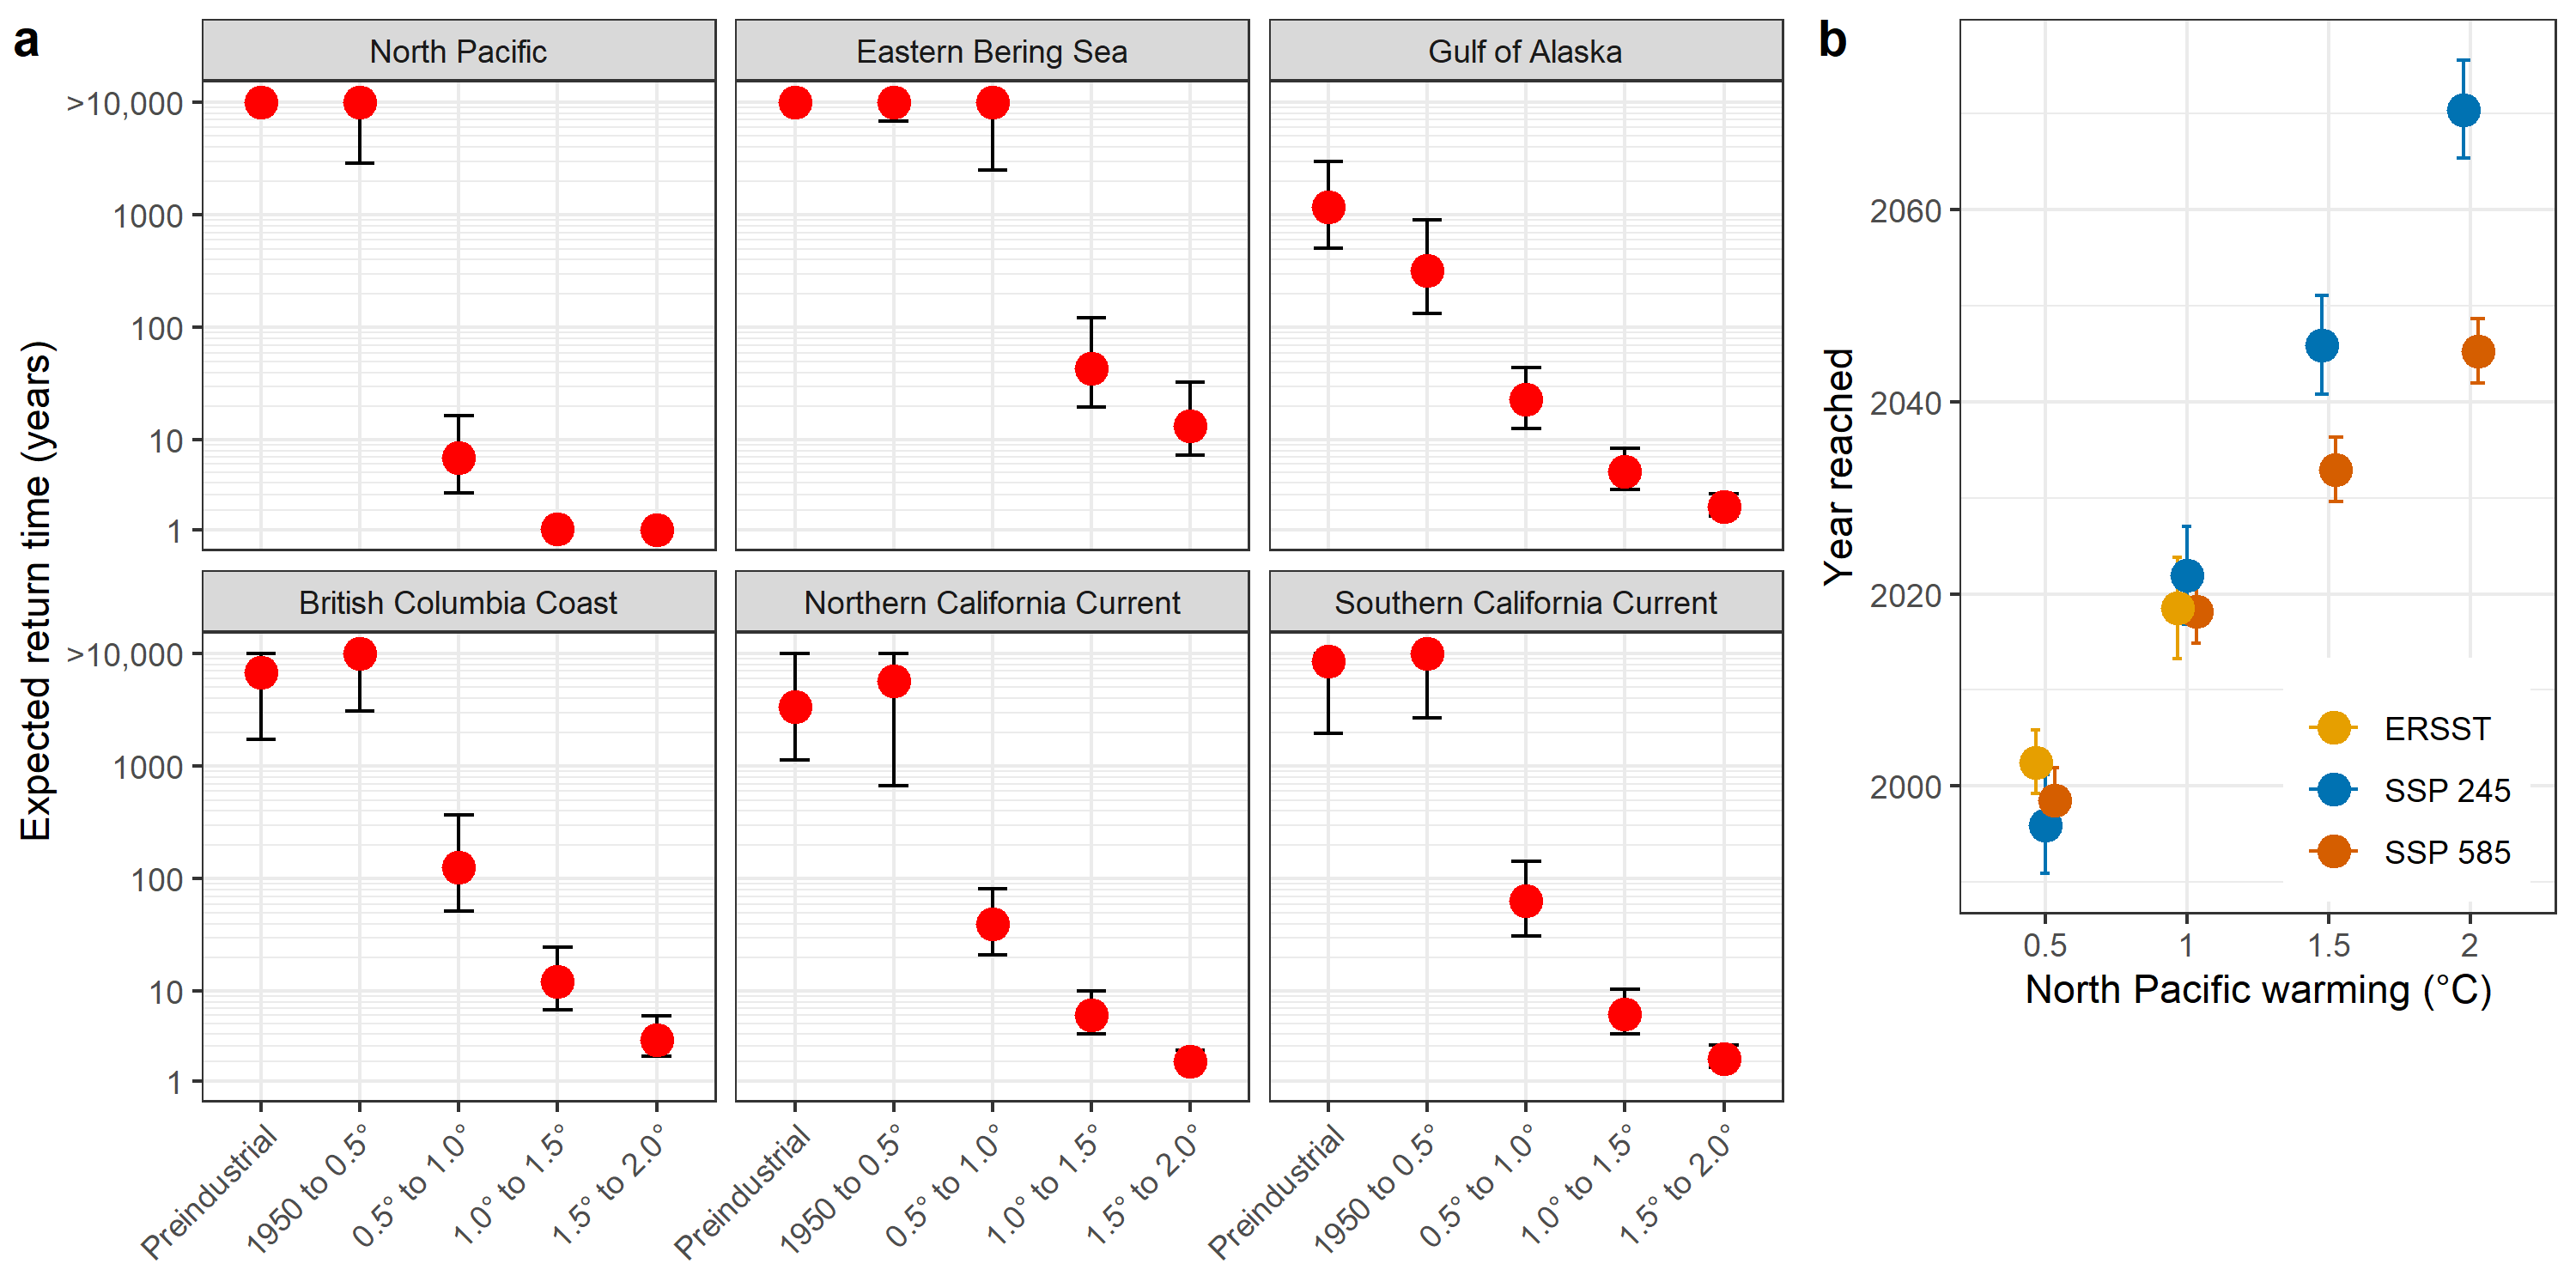 a
North Pacific
Eastern Bering Sea
Gulf of Alaska
>10,000
1000
100
10
1
British Columbia Coast
Northern California Current
Southern California Current
>10,000
1000
100
10
1
Expected return time (years)
Preindustrial
1950 to 0.5°
0.5° to 1.0°
1.0° to 1.5°
1.5° to 2.0°
Preindustrial
1950 to 0.5°
0.5° to 1.0°
1.0° to 1.5°
1.5° to 2.0°
Preindustrial
1950 to 0.5°
0.5° to 1.0°
1.0° to 1.5°
1.5° to 2.0°
b
Year reached
2060
2040
2020
2000
ERSST
SSP 245
SSP 585
0.5
1
1.5
2
North Pacific warming (°C)